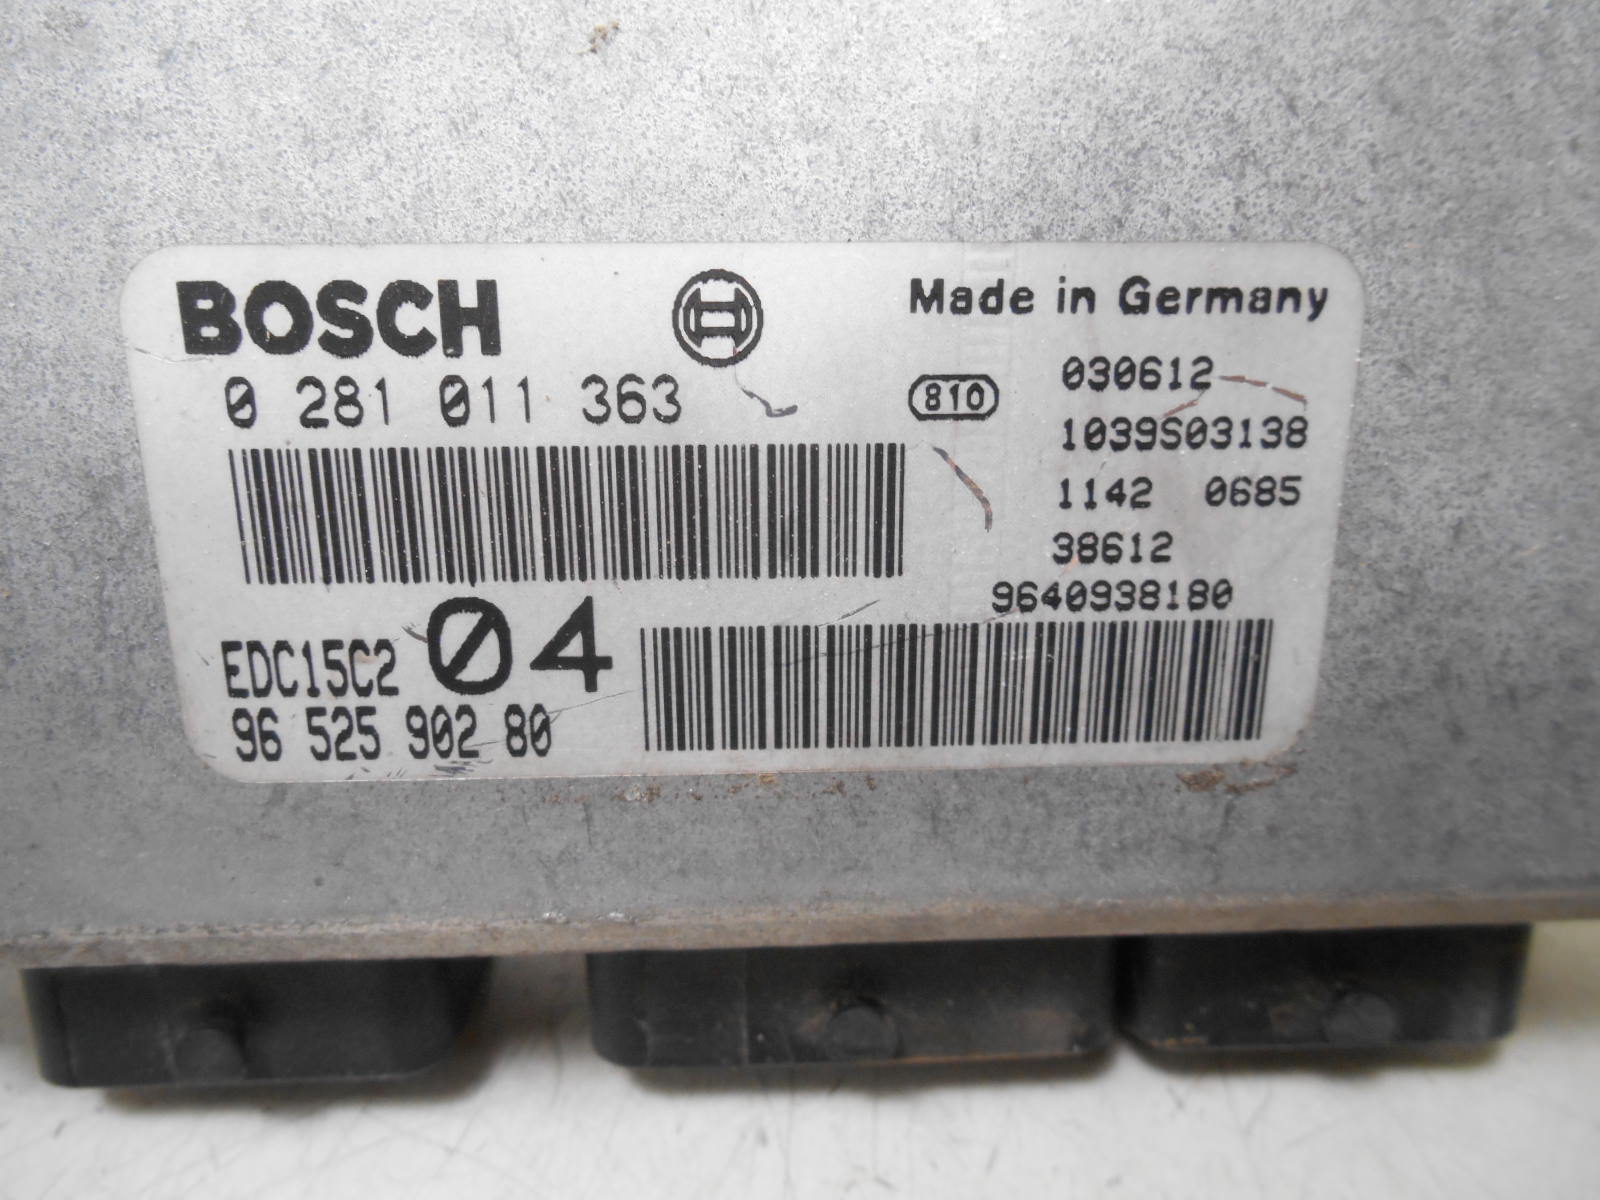 BOSCH
Made in Germany
0 281 011 363
810
030612
1039S03138
1142 0685
38612
9640938180
EDC15C2 04
96 525 902 80